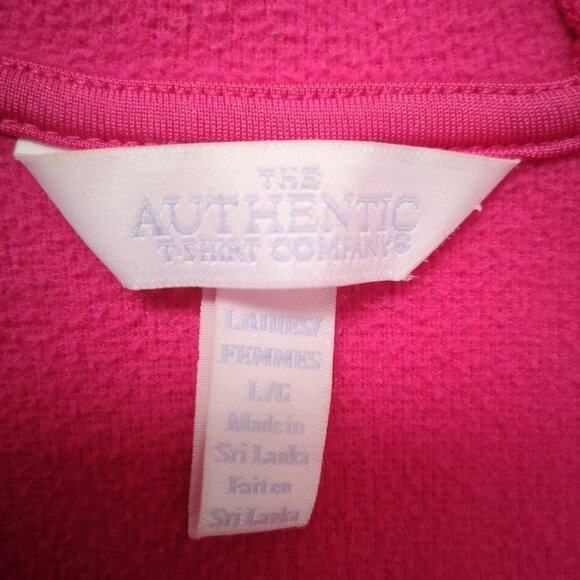 THE
AUTHENTIC
T-SHIRT COMPANY®
LADIES/
FEMMES
L/G
Made in
Sri Lanka
Fait en
Sri Lanka